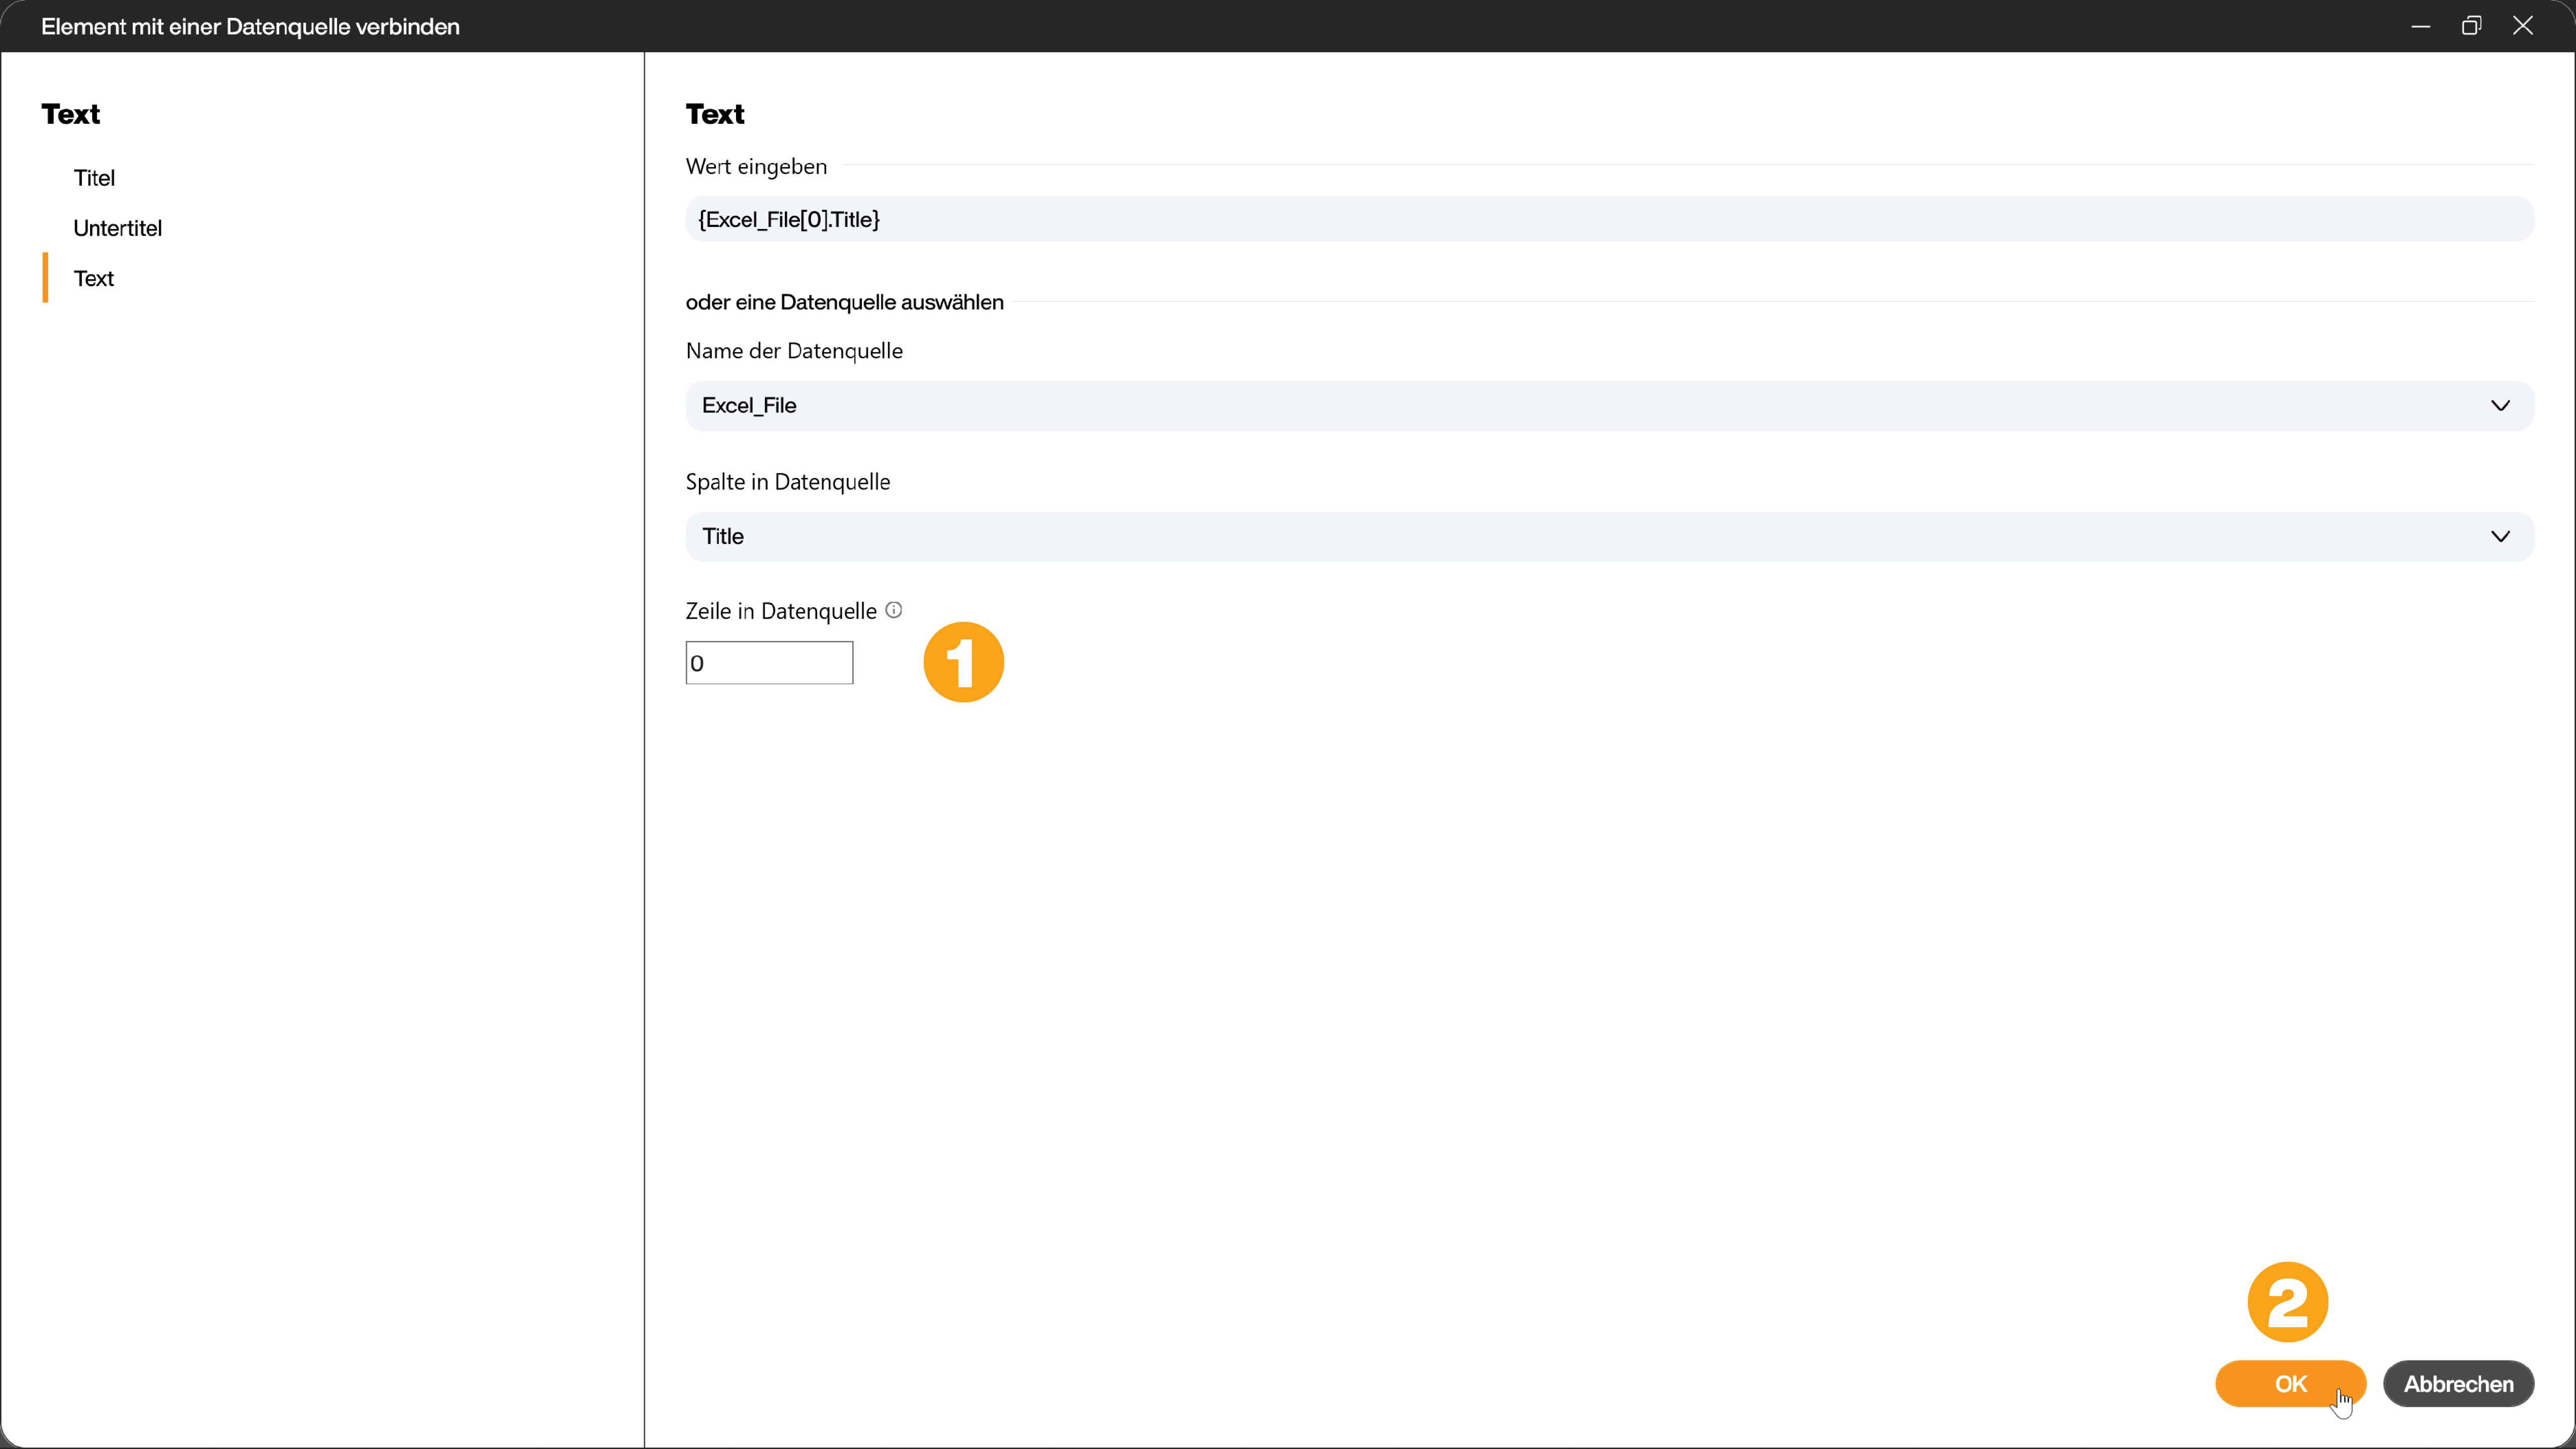 Element mit einer Datenquelle verbinden
Text
Titel
Untertitel
Text
Text
Wert eingeben
{Excel_File[0].Title}
oder eine Datenquelle auswählen
Name der Datenquelle
Excel_File
Spalte in Datenquelle
Title
Zeile in Datenquelle
0
1
2
OK
Abbrechen